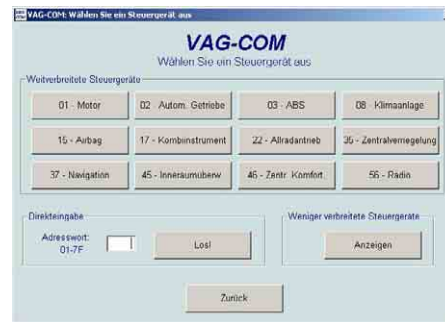 VAG-COM: Wählen Sie ein Steuergerät aus
VAG-COM
Wählen Sie ein Steuergerät aus
Weitverbreitete Steuergeräte
01 - Motor
02 - Autom. Getriebe
03 - ABS
08 - Klimaanlage
15 - Airbag
17 - Kombiinstrument
22 - Allradantrieb
35 - Zentralverriegelung
37 - Navigation
45 - Inneraumüberw.
46 - Zentr. Komfort.
56 - Radio
Direkteingabe
Weniger verbreitete Steuergeräte
Adresswort:
01-7F
Los!
Anzeigen
Zurück